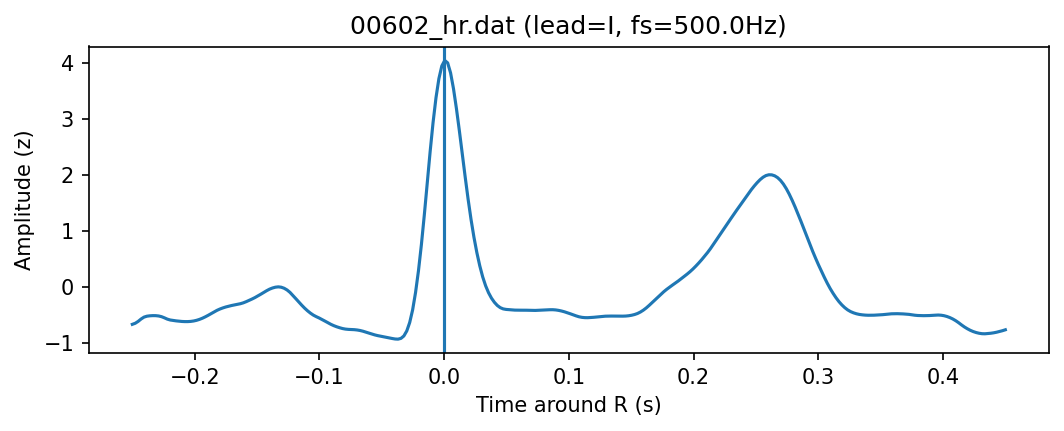 00602_hr.dat (lead=I, fs=500.0Hz)
Amplitude (z)
4
3
2
1
0
−1
−0.2 −0.1 0.0 0.1 0.2 0.3 0.4
Time around R (s)